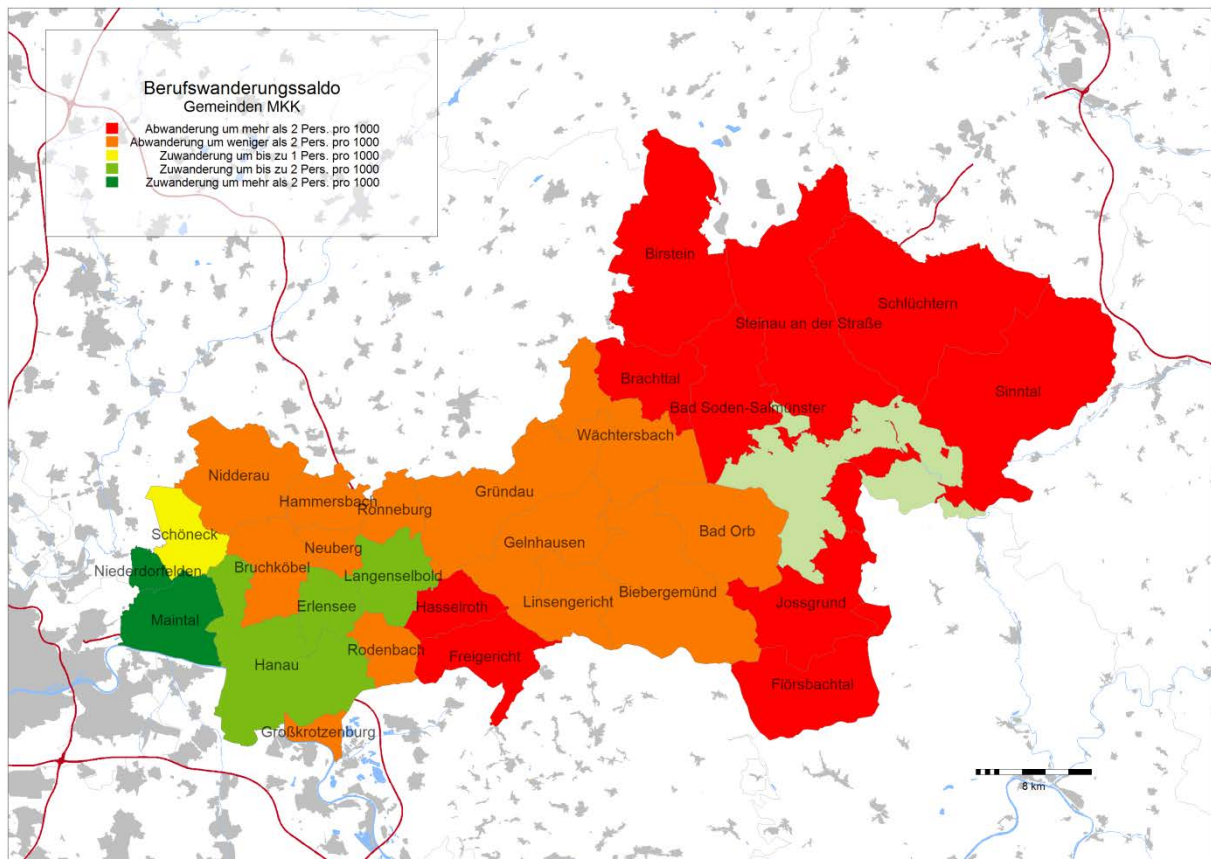 Berufswanderungssaldo
Gemeinden MKK
Abwanderung um mehr als 2 Pers. pro 1000
Abwanderung um weniger als 2 Pers. pro 1000
Zuwanderung um bis zu 1 Pers. pro 1000
Zuwanderung um bis zu 2 Pers. pro 1000
Zuwanderung um mehr als 2 Pers. pro 1000
Birstein
Schlüchtern
Steinau an der Straße
Brachttal
Sinntal
Bad Soden-Salmünster
Wächtersbach
Nidderau
Hammersbach
Gründau
Ronneburg
Schöneck
Neuberg
Gelnhausen
Bad Orb
Niederdorfelden
Bruchköbel
Langenselbold
Erlensee
Hasselroth
Linsengericht
Biebergemünd
Jossgrund
Maintal
Hanau
Rodenbach
Freigericht
Flörsbachtal
Großkrotzenburg
8 km